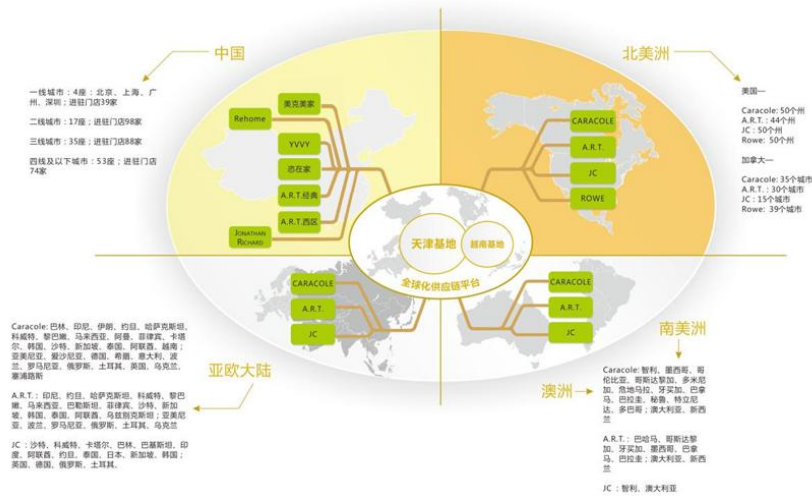 中国
一线城市：4座：北京、上海、广
州、深圳；进驻门店39家
二线城市：17座；进驻门店98家
三线城市：35座；进驻门店88家
四线及以下城市：53座；进驻门店
74家
美克美家
Rehome
YVVY
恣在家
A.R.T.经典
A.R.T.西区
JONATHAN
RICHARD
北美洲
美国—
Caracole: 50个州
A.R.T.：44个州
JC：50个州
Rowe: 50个州
加拿大—
Caracole: 35个城市
A.R.T.：30个城市
JC：15个城市
Rowe: 39个城市
CARACOLE
A.R.T.
JC
ROWE
天津基地
越南基地
全球化供应链平台
CARACOLE
A.R.T.
JC
亚欧大陆
Caracole: 巴林、印尼、伊朗、约旦、哈萨克斯坦、
科威特、黎巴嫩、马来西亚、阿曼、菲律宾、卡塔
尔、韩国、沙特、新加坡、泰国、阿联酋、越南；
亚美尼亚、爱沙尼亚、德国、希腊、意大利、波
兰、罗马尼亚、俄罗斯、土耳其、英国、乌克兰、
塞浦路斯
A.R.T.：印尼、约旦、哈萨克斯坦、科威特、黎巴
嫩、马来西亚、巴勒斯坦、菲律宾、沙特、新加
坡、韩国、泰国、阿联酋、乌兹别克斯坦；亚美尼
亚、波兰、罗马尼亚、俄罗斯、土耳其、乌克兰
JC：沙特、科威特、卡塔尔、巴林、巴基斯坦、印
度、阿联酋、约旦、泰国、日本、新加坡、韩国；
英国、德国、俄罗斯、土耳其、
CARACOLE
A.R.T.
JC
南美洲
澳洲
Caracole: 智利，墨西哥、哥
伦比亚、哥斯达黎加、多米尼
加、危地马拉、牙买加、巴拿
马、巴拉圭、秘鲁、特立尼
达、多巴哥；澳大利亚、新西
兰
A.R.T.：巴哈马、哥斯达黎
加、牙买加、墨西哥、巴拿
马、巴拉圭；澳大利亚、新西
兰
JC：智利、澳大利亚